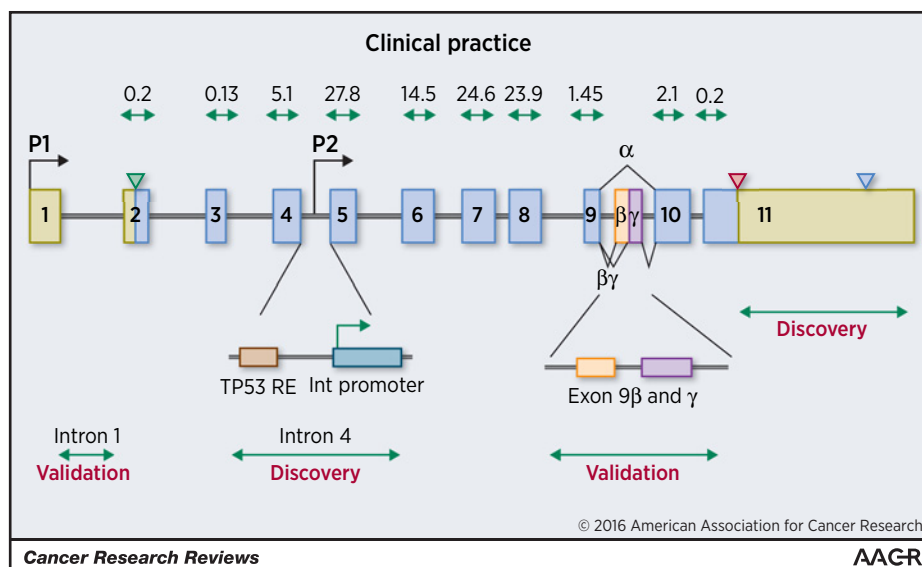 Clinical practice
0.2 0.13 5.1 27.8 14.5 24.6 23.9 1.45 2.1 0.2
P1 P2 α
1 2 3 4 5 6 7 8 9 β γ 10 11
βγ
Discovery
TP53 RE Int promoter
Exon 9β and γ
Intron 1 Intron 4
Validation Discovery Validation
© 2016 American Association for Cancer Research
Cancer Research Reviews AACR